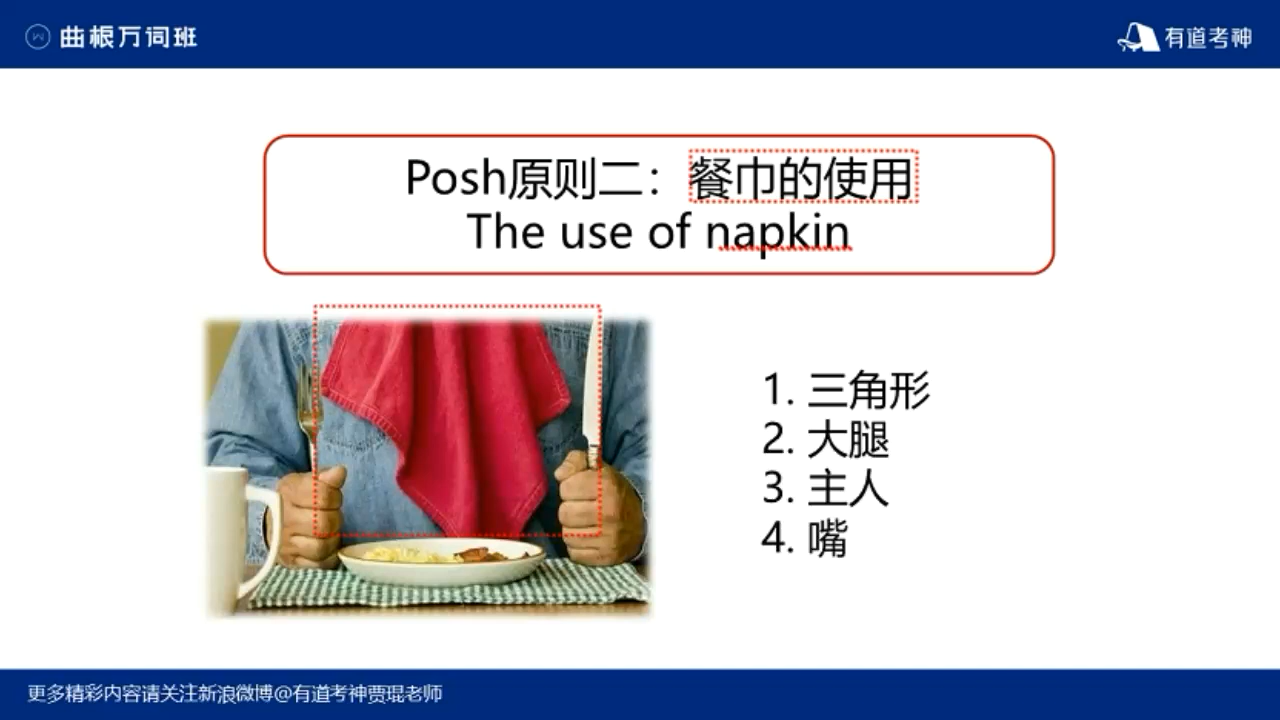 曲根万词班
有道考神
Posh原则二：餐巾的使用
The use of napkin
1. 三角形
2. 大腿
3. 主人
4. 嘴
更多精彩内容请关注新浪微博@有道考神贾琨老师